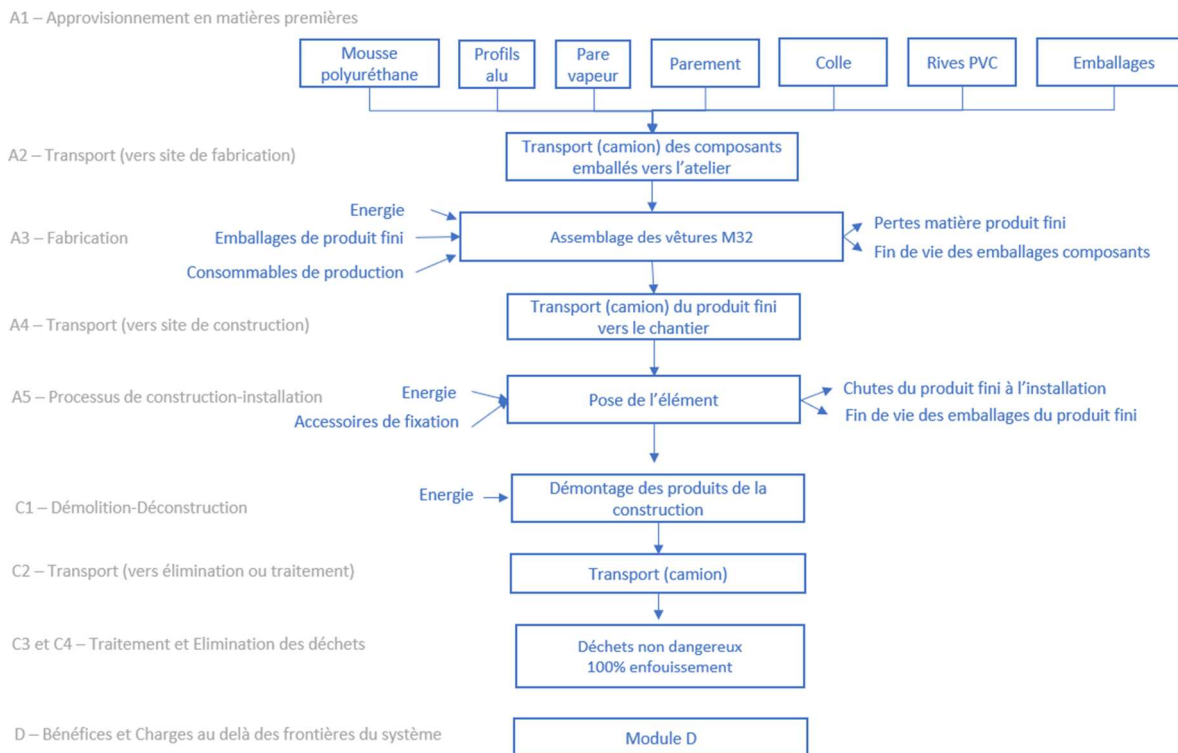 A1 – Approvisionnement en matières premières
Mousse
polyuréthane
Profils
alu
Pare
vapeur
Parement
Colle
Rives PVC
Emballages
A2 – Transport (vers site de fabrication)
Transport (camion) des composants
emballés vers l’atelier
A3 – Fabrication
Energie
Emballages de produit fini
Consommables de production
Assemblage des vêtures M32
Pertes matière produit fini
Fin de vie des emballages composants
A4 – Transport (vers site de construction)
Transport (camion) du produit fini
vers le chantier
A5 – Processus de construction-installation
Energie
Accessoires de fixation
Pose de l’élément
Chutes du produit fini à l’installation
Fin de vie des emballages du produit fini
C1 – Démolition-Déconstruction
Energie
Démontage des produits de la
construction
C2 – Transport (vers élimination ou traitement)
Transport (camion)
C3 et C4 – Traitement et Elimination des déchets
Déchets non dangereux
100% enfouissement
D – Bénéfices et Charges au delà des frontières du système
Module D